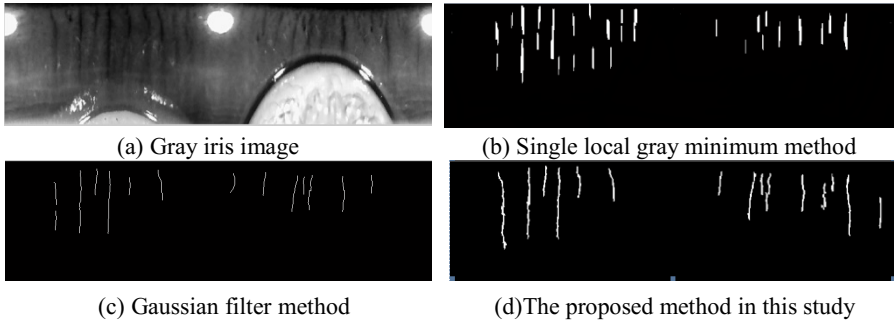 (a) Gray iris image
(b) Single local gray minimum method
(c) Gaussian filter method
(d)The proposed method in this study